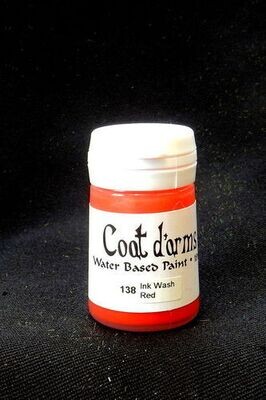 Coat d'arms
Water Based Paint •
138 Ink Wash
Red